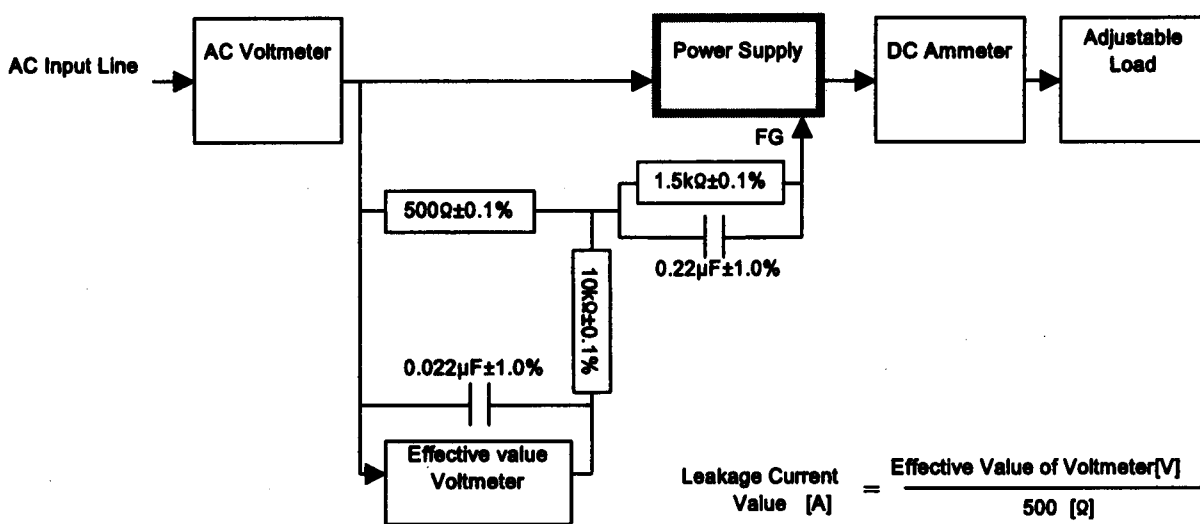 AC Input Line
AC Voltmeter
Power Supply
DC Ammeter
Adjustable
Load
FG
1.5kΩ±0.1%
500Ω±0.1%
0.22µF±1.0%
10kΩ±0.1%
0.022µF±1.0%
Effective value
Voltmeter
Leakage Current
Value [A]
=
Effective Value of Voltmeter[V]
500 [Ω]